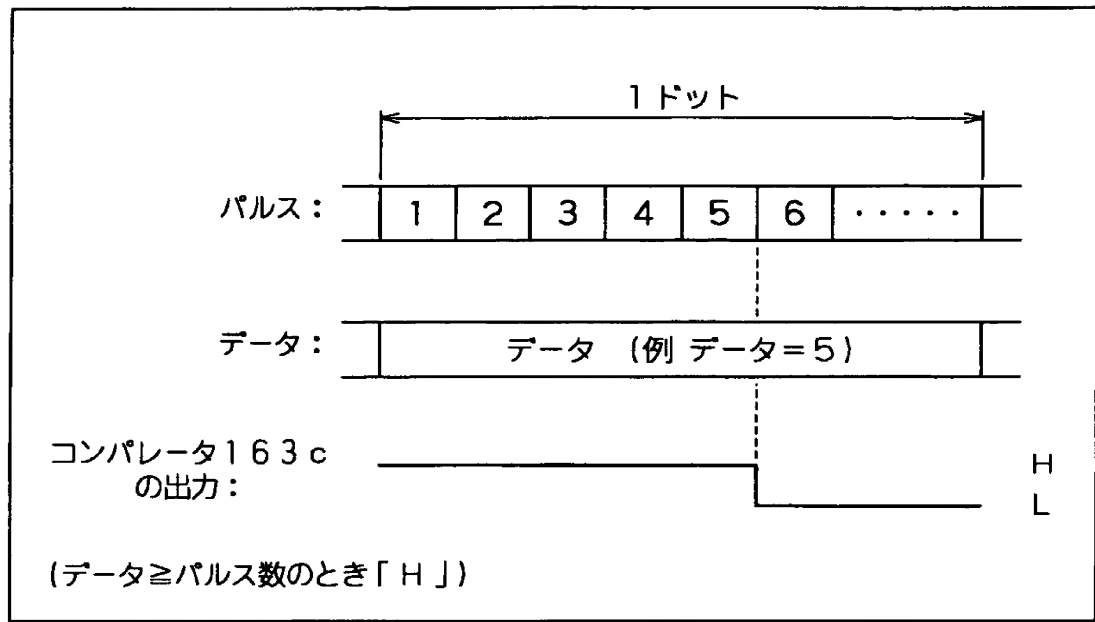 1ドット
パルス： 1 2 3 4 5 6 ・・・・・
データ： データ （例 データ＝5）
コンパレータ163c
の出力：
H
L
（データ≧パルス数のとき「H」）